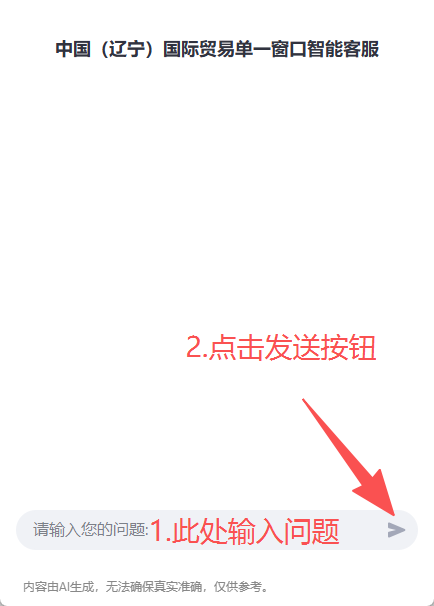 中国（辽宁）国际贸易单一窗口智能客服
2.点击发送按钮
请输入您的问题:1.此处输入问题
内容由AI生成，无法确保真实准确，仅供参考。